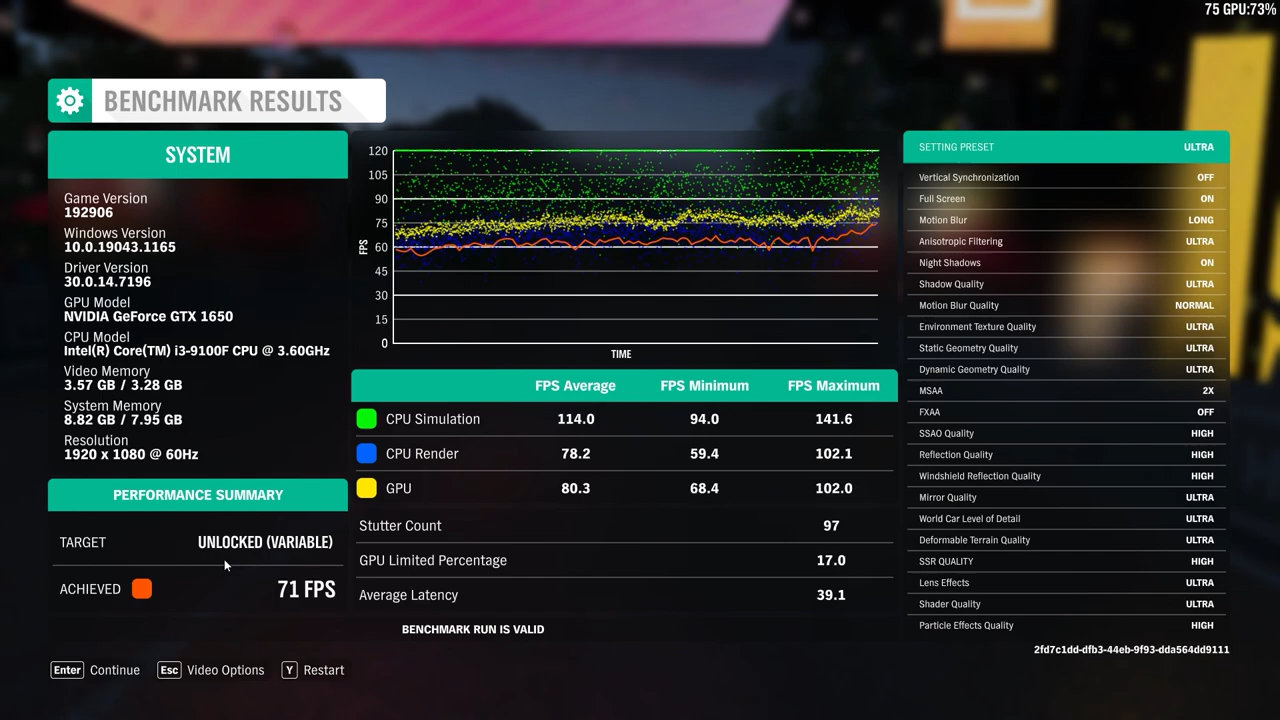 75 GPU:73%
BENCHMARK RESULTS
SYSTEM
Game Version
192906
Windows Version
10.0.19043.1165
Driver Version
30.0.14.7196
GPU Model
NVIDIA GeForce GTX 1650
CPU Model
Intel(R) Core(TM) i3-9100F CPU @ 3.60GHz
Video Memory
3.57 GB / 3.28 GB
System Memory
8.82 GB / 7.95 GB
Resolution
1920 x 1080 @ 60Hz
PERFORMANCE SUMMARY
TARGET UNLOCKED (VARIABLE)
ACHIEVED 71 FPS
120
105
90
75
60
45
30
15
0
FPS
TIME
FPS Average FPS Minimum FPS Maximum
CPU Simulation 114.0 94.0 141.6
CPU Render 78.2 59.4 102.1
GPU 80.3 68.4 102.0
Stutter Count 97
GPU Limited Percentage 17.0
Average Latency 39.1
BENCHMARK RUN IS VALID
SETTING PRESET ULTRA
Vertical Synchronization OFF
Full Screen ON
Motion Blur LONG
Anisotropic Filtering ULTRA
Night Shadows ON
Shadow Quality ULTRA
Motion Blur Quality NORMAL
Environment Texture Quality ULTRA
Static Geometry Quality ULTRA
Dynamic Geometry Quality ULTRA
MSAA 2X
FXAA OFF
SSAO Quality HIGH
Reflection Quality HIGH
Windshield Reflection Quality HIGH
Mirror Quality ULTRA
World Car Level of Detail ULTRA
Deformable Terrain Quality ULTRA
SSR QUALITY HIGH
Lens Effects ULTRA
Shader Quality ULTRA
Particle Effects Quality HIGH
2fd7c1dd-dfb3-44eb-9f93-dda564dd9111
Enter Continue Esc Video Options Y Restart